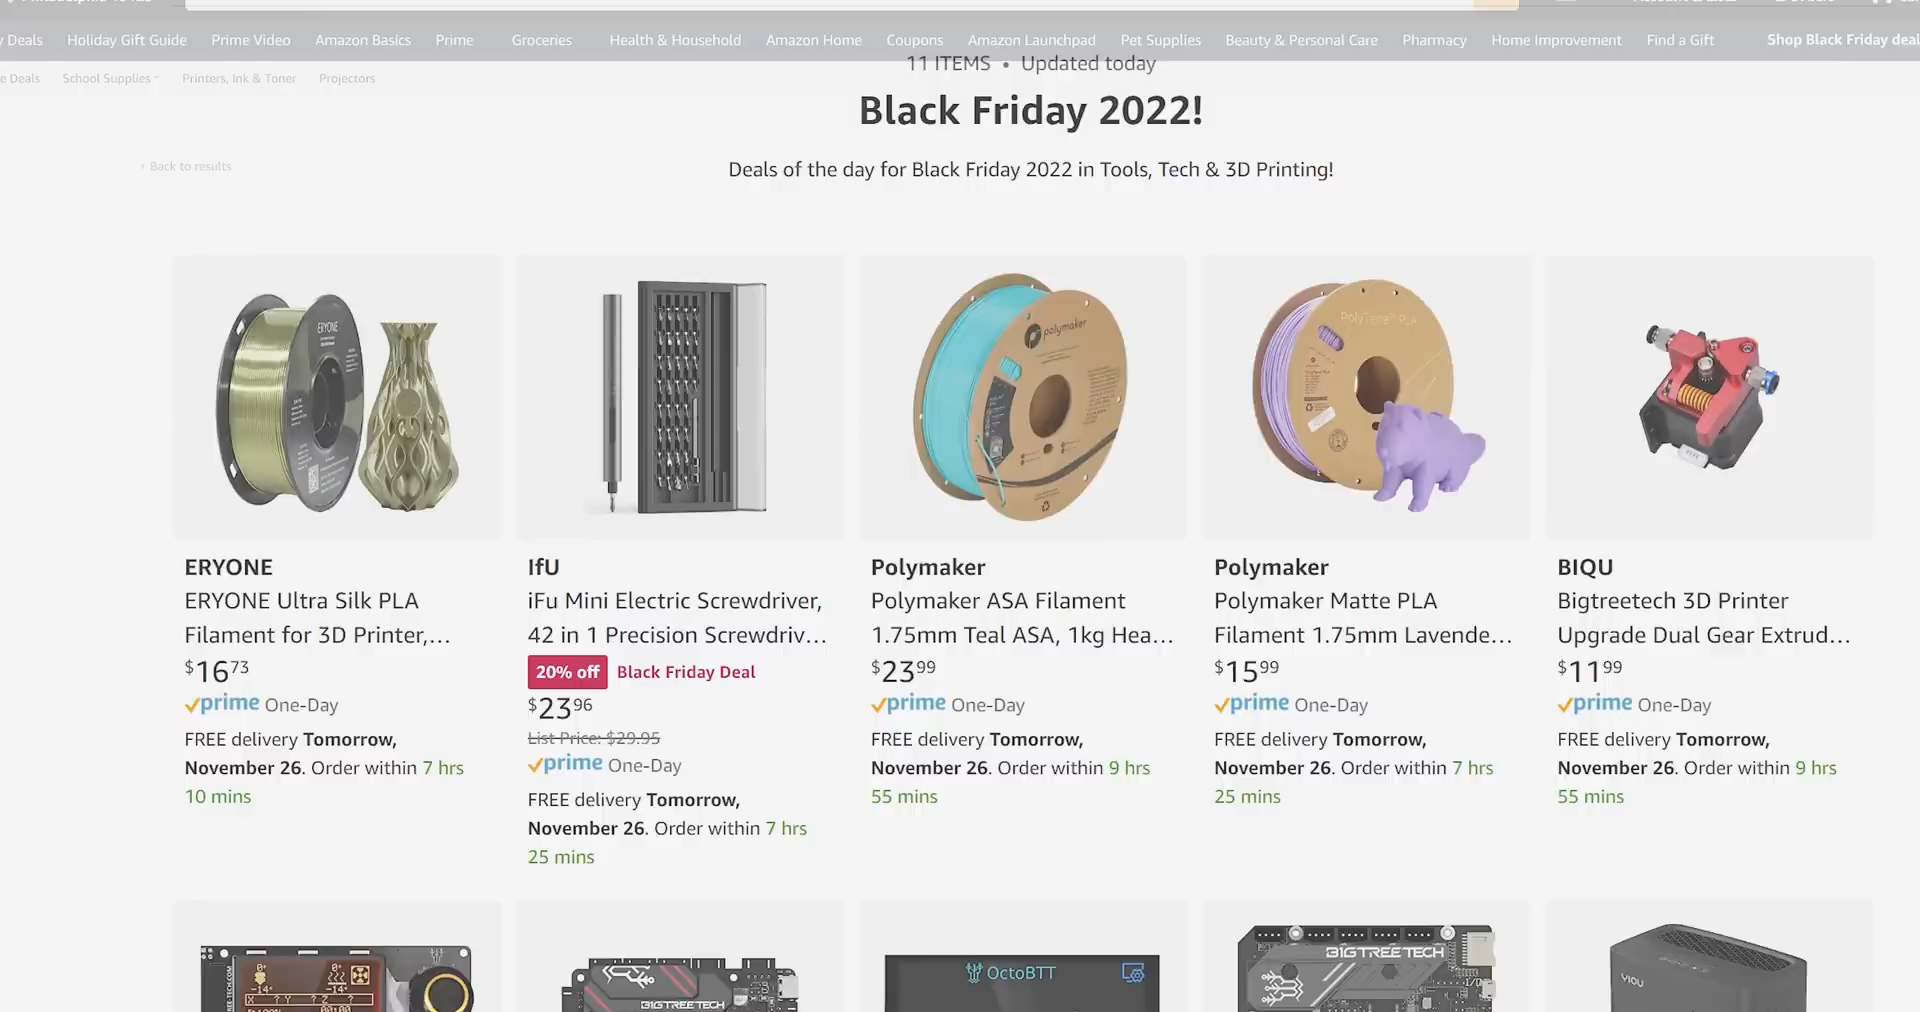 y Deals Holiday Gift Guide Prime Video Amazon Basics Prime Groceries Health & Household Amazon Home Coupons Amazon Launchpad Pet Supplies Beauty & Personal Care Pharmacy Home Improvement Find a Gift Shop Black Friday deal
e Deals School Supplies Printers, Ink & Toner Projectors
11 ITEMS • Updated today
Black Friday 2022!
‹ Back to results
Deals of the day for Black Friday 2022 in Tools, Tech & 3D Printing!
ERYONE
polymaker
PolyTerra™ PLA
ERYONE
ERYONE Ultra Silk PLA
Filament for 3D Printer,...
$16.73
prime One-Day
FREE delivery Tomorrow,
November 26. Order within 7 hrs
10 mins
IfU
iFu Mini Electric Screwdriver,
42 in 1 Precision Screwdriv...
20% off Black Friday Deal
$23.96
List Price: $29.95
prime One-Day
FREE delivery Tomorrow,
November 26. Order within 7 hrs
25 mins
Polymaker
Polymaker ASA Filament
1.75mm Teal ASA, 1kg Hea...
$23.99
prime One-Day
FREE delivery Tomorrow,
November 26. Order within 9 hrs
55 mins
Polymaker
Polymaker Matte PLA
Filament 1.75mm Lavende...
$15.99
prime One-Day
FREE delivery Tomorrow,
November 26. Order within 7 hrs
25 mins
BIQU
Bigtreetech 3D Printer
Upgrade Dual Gear Extrud...
$11.99
prime One-Day
FREE delivery Tomorrow,
November 26. Order within 9 hrs
55 mins
BIGTREETECH
OctoBTT
BIGTREETECH
YIOU